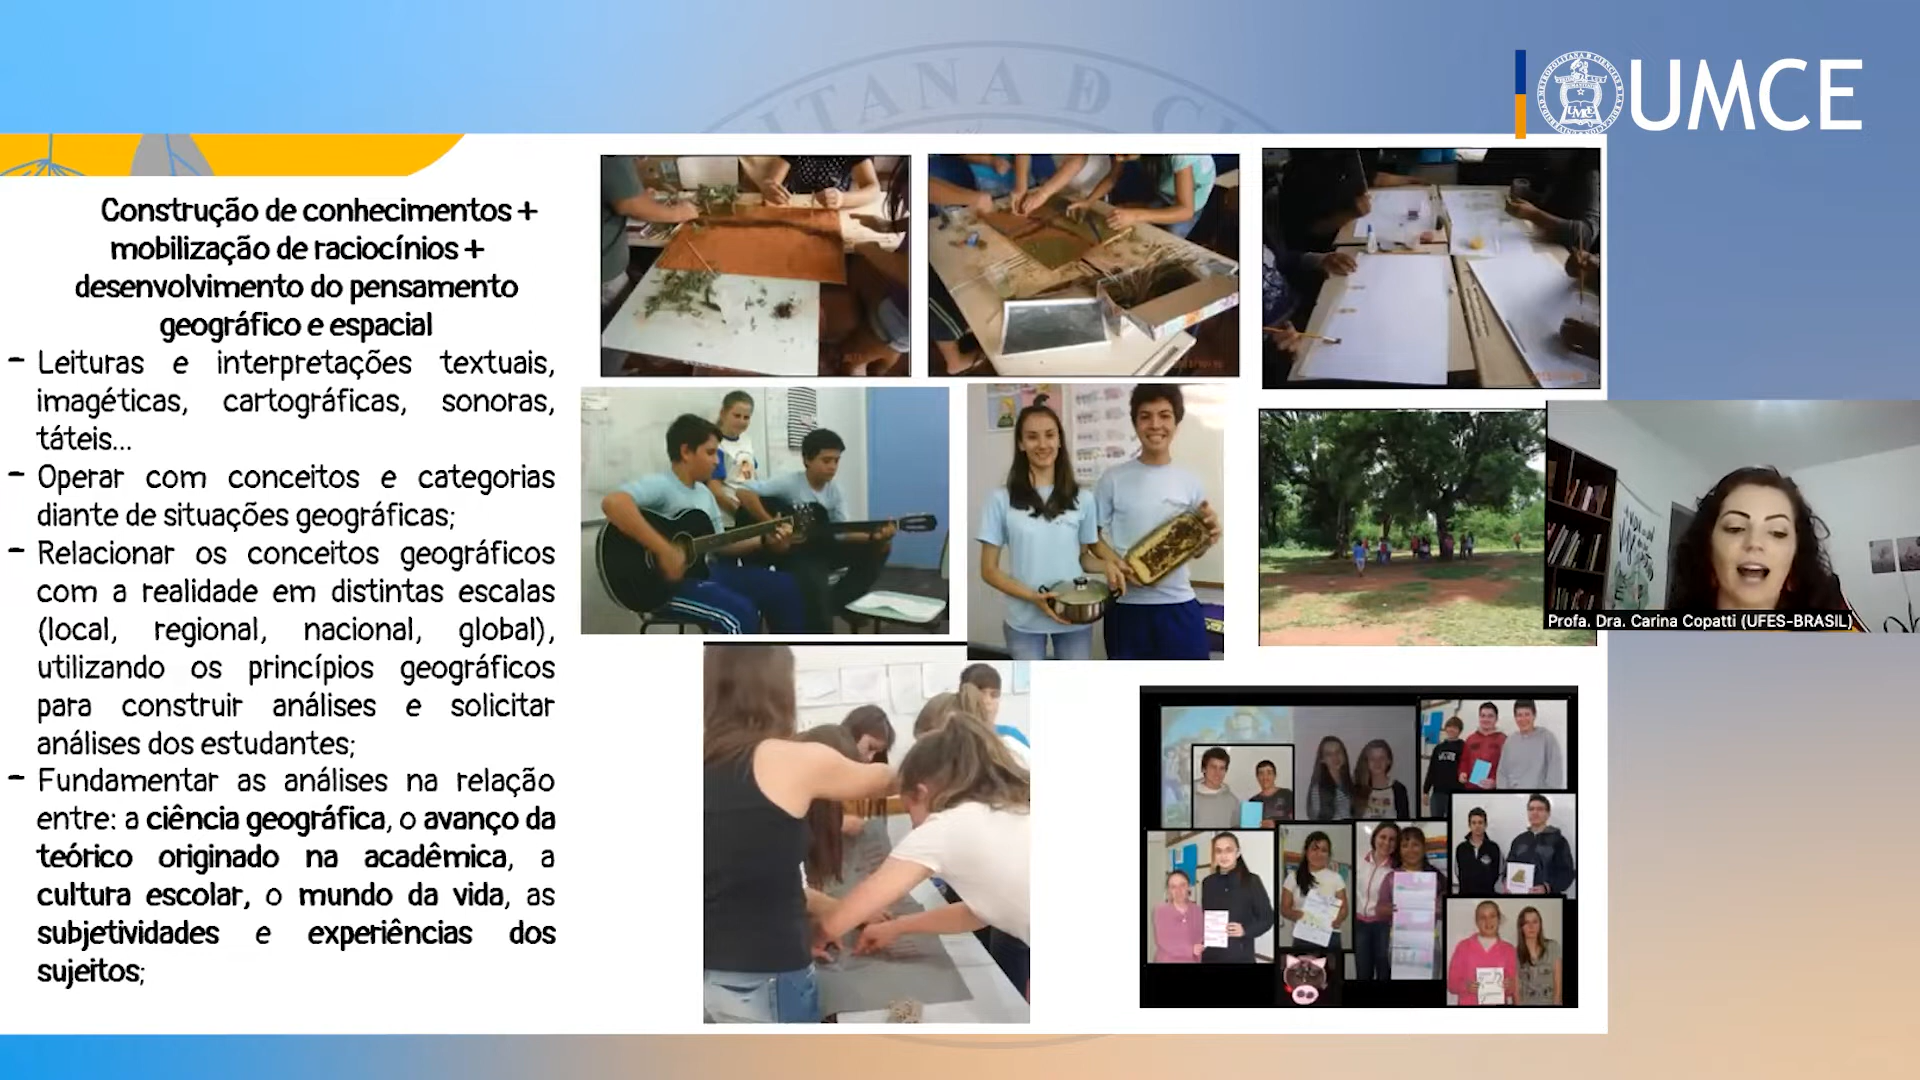 UMCE
Construção de conhecimentos +
mobilização de raciocínios +
desenvolvimento do pensamento
geográfico e espacial
- Leituras e interpretações textuais,
imagéticas, cartográficas, sonoras,
táteis...
- Operar com conceitos e categorias
diante de situações geográficas;
- Relacionar os conceitos geográficos
com a realidade em distintas escalas
(local, regional, nacional, global),
utilizando os princípios geográficos
para construir análises e solicitar
análises dos estudantes;
- Fundamentar as análises na relação
entre: a ciência geográfica, o avanço da
teórico originado na acadêmica, a
cultura escolar, o mundo da vida, as
subjetividades e experiências dos
sujeitos;
Profa. Dra. Carina Copatti (UFES-BRASIL)